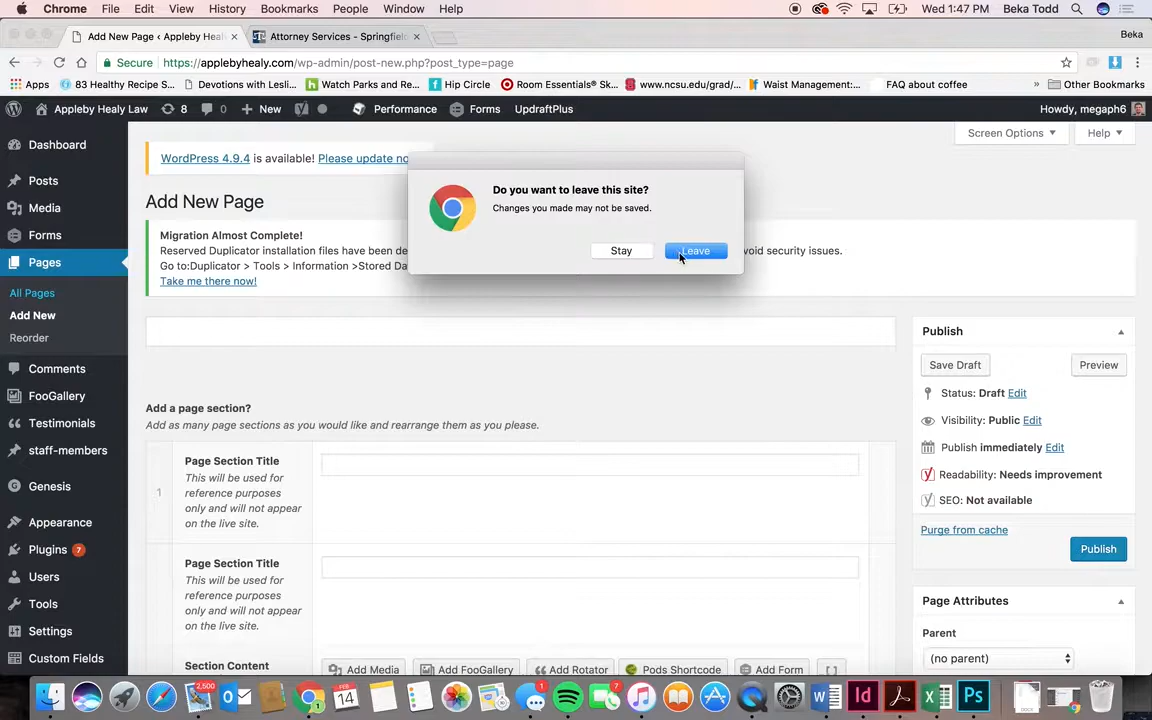 Chrome File Edit View History Bookmarks People Window Help Wed 1:47 PM Beka Todd
Add New Page ‹ Appleby Heal Attorney Services - Springfiel Beka
Secure https://applebyhealy.com/wp-admin/post-new.php?post_type=page
Apps 83 Healthy Recipe S... Devotions with Lesli... Watch Parks and Re... Hip Circle Room Essentials® Sk... www.ncsu.edu/grad/... Waist Management:... FAQ about coffee » Other Bookmarks
Appleby Healy Law 8 0 New Performance Forms UpdraftPlus Howdy, megaph6
Screen Options Help
Dashboard
Posts
Media
Forms
Pages
All Pages
Add New
Reorder
Comments
FooGallery
Testimonials
staff-members
Genesis
Appearance
Plugins 7
Users
Tools
Settings
Custom Fields
WordPress 4.9.4 is available! Please update no
Add New Page
Migration Almost Complete!
Reserved Duplicator installation files have been de void security issues.
Go to:Duplicator > Tools > Information >Stored Da
Take me there now!
Do you want to leave this site?
Changes you made may not be saved.
Stay Leave
Add a page section?
Add as many page sections as you would like and rearrange them as you please.
1
Page Section Title
This will be used for
reference purposes
only and will not appear
on the live site.
Page Section Title
This will be used for
reference purposes
only and will not appear
on the live site.
Section Content
Add Media Add FooGallery Add Rotator Pods Shortcode Add Form [ ]
Publish
Save Draft Preview
Status: Draft Edit
Visibility: Public Edit
Publish immediately Edit
Readability: Needs improvement
SEO: Not available
Purge from cache
Publish
Page Attributes
Parent
(no parent)
2,500 FEB 14 1 7 W Id X Ps